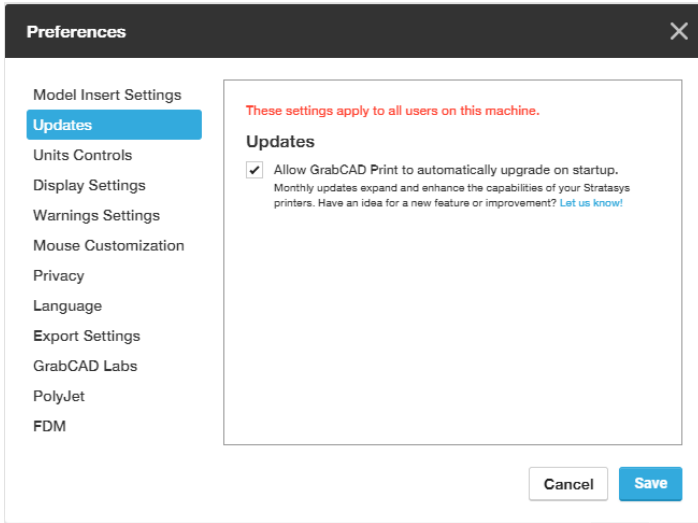 Preferences
Model Insert Settings
Updates
Units Controls
Display Settings
Warnings Settings
Mouse Customization
Privacy
Language
Export Settings
GrabCAD Labs
PolyJet
FDM
These settings apply to all users on this machine.
Updates
Allow GrabCAD Print to automatically upgrade on startup.
Monthly updates expand and enhance the capabilities of your Stratasys
printers. Have an idea for a new feature or improvement? Let us know!
Cancel
Save